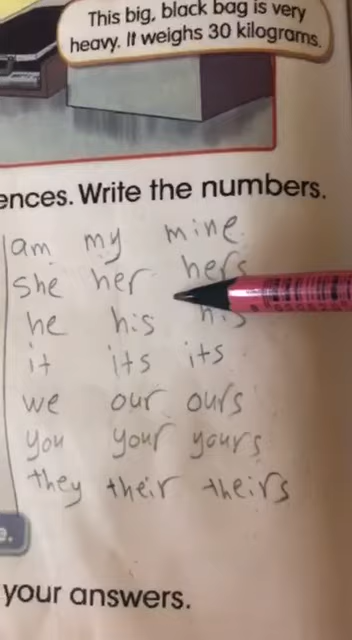 This big, black bag is very
heavy. It weighs 30 kilograms.
ences. Write the numbers.
am my mine
she her hers
he his his
it its its
we our ours
you your yours
they their theirs
e.
your answers.